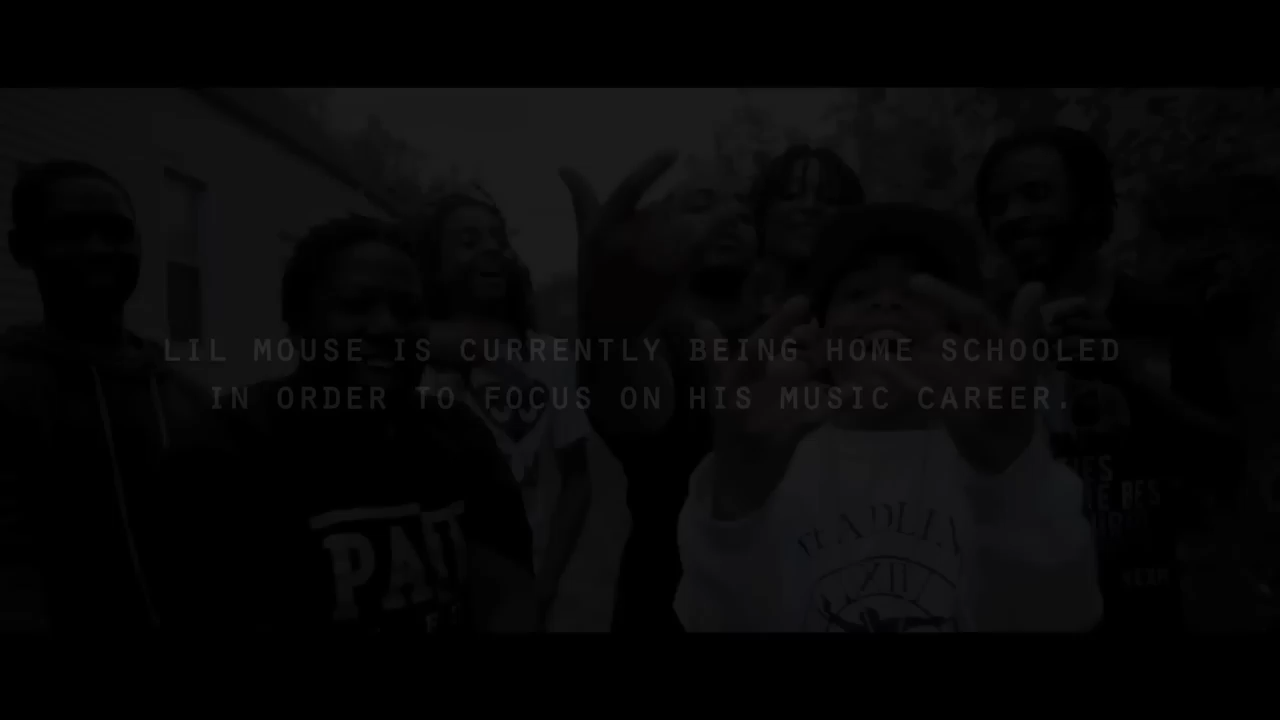 LIL MOUSE IS CURRENTLY BEING HOME SCHOOLED
IN ORDER TO FOCUS ON HIS MUSIC CAREER.